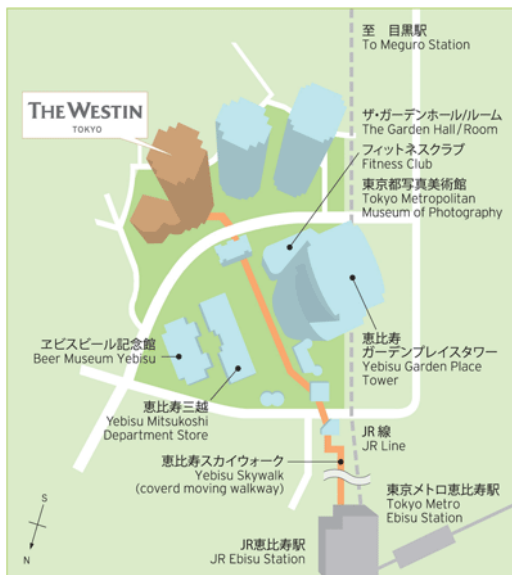 至　目黒駅
To Meguro Station
THE WESTIN
TOKYO
ザ・ガーデンホール/ルーム
The Garden Hall/Room
フィットネスクラブ
Fitness Club
東京都写真美術館
Tokyo Metropolitan
Museum of Photography
ヱビスビール記念館
Beer Museum Yebisu
恵比寿
ガーデンプレイスタワー
Yebisu Garden Place
Tower
恵比寿三越
Yebisu Mitsukoshi
Department Store
JR 線
JR Line
恵比寿スカイウォーク
Yebisu Skywalk
(coverd moving walkway)
東京メトロ恵比寿駅
Tokyo Metro
Ebisu Station
S
N
JR恵比寿駅
JR Ebisu Station